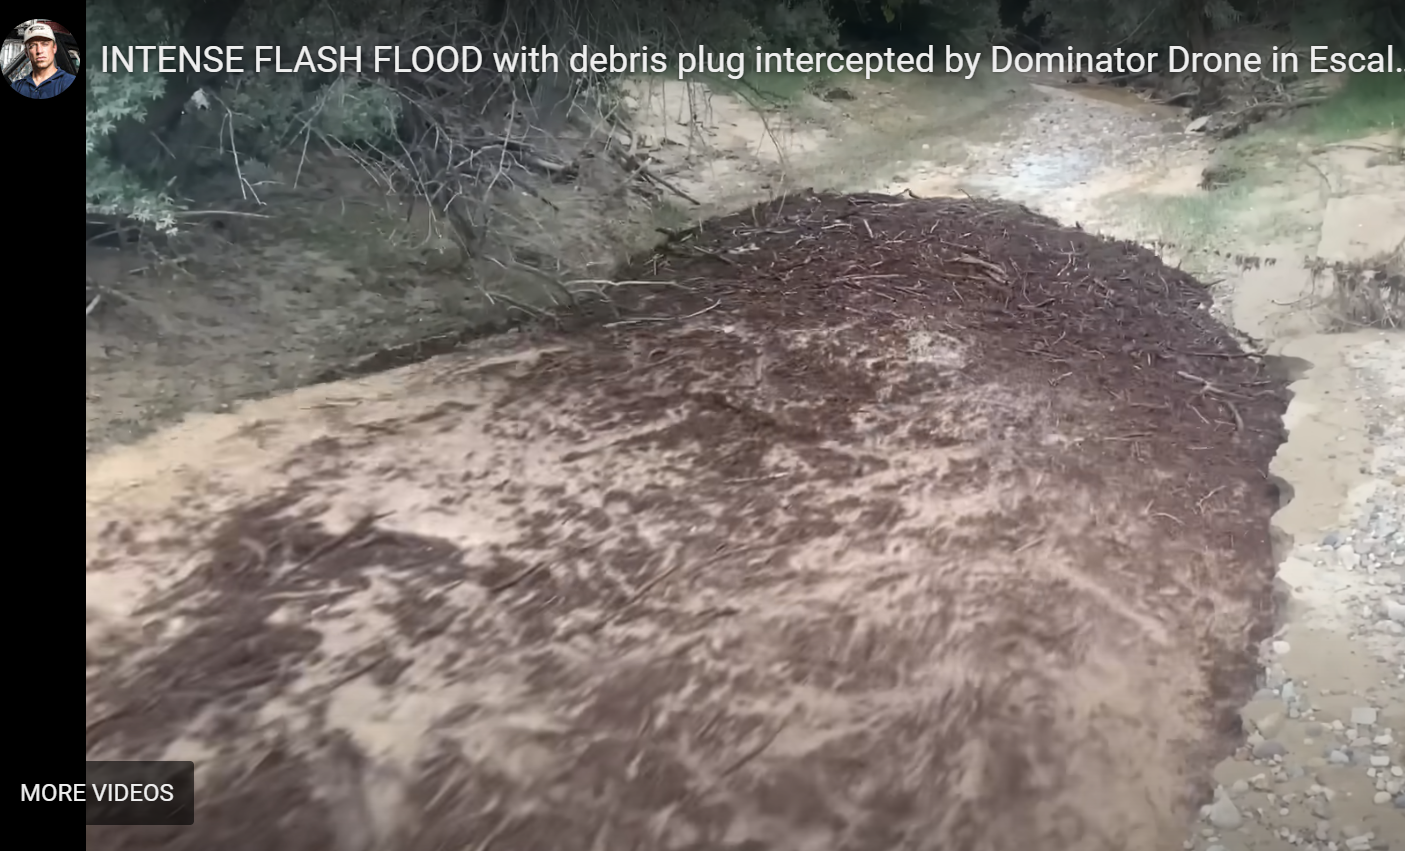 INTENSE FLASH FLOOD with debris plug intercepted by Dominator Drone in Escal...
MORE VIDEOS